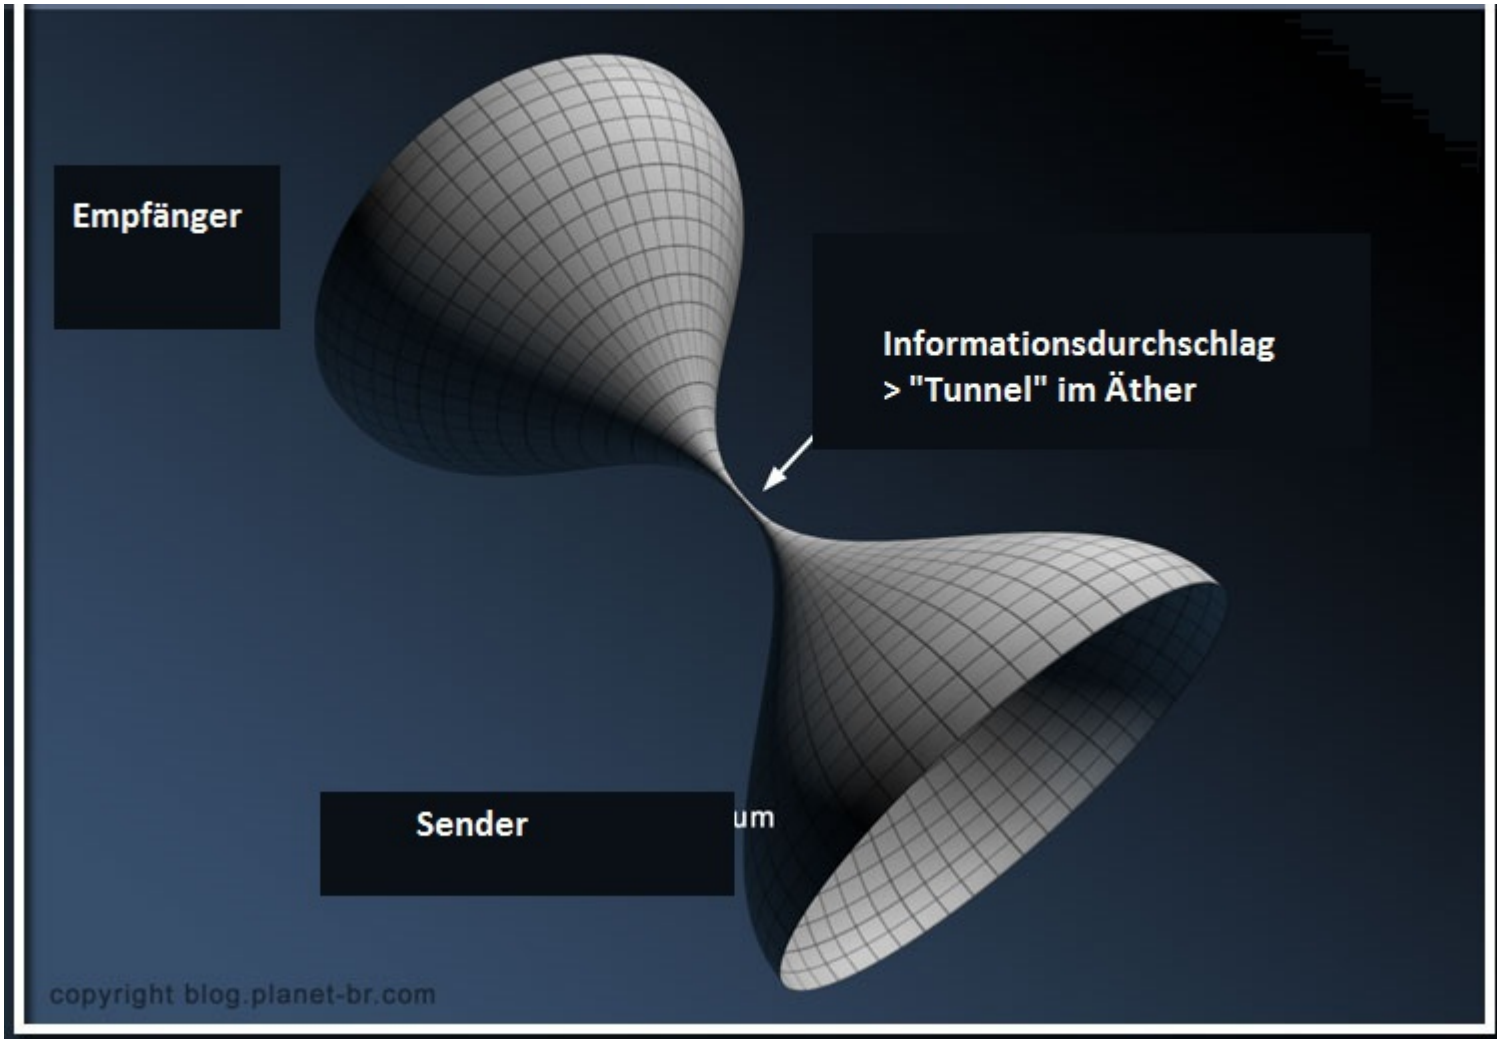 Empfänger
Informationsdurchschlag
> "Tunnel" im Äther
Sender
um
copyright blog.planet-br.com